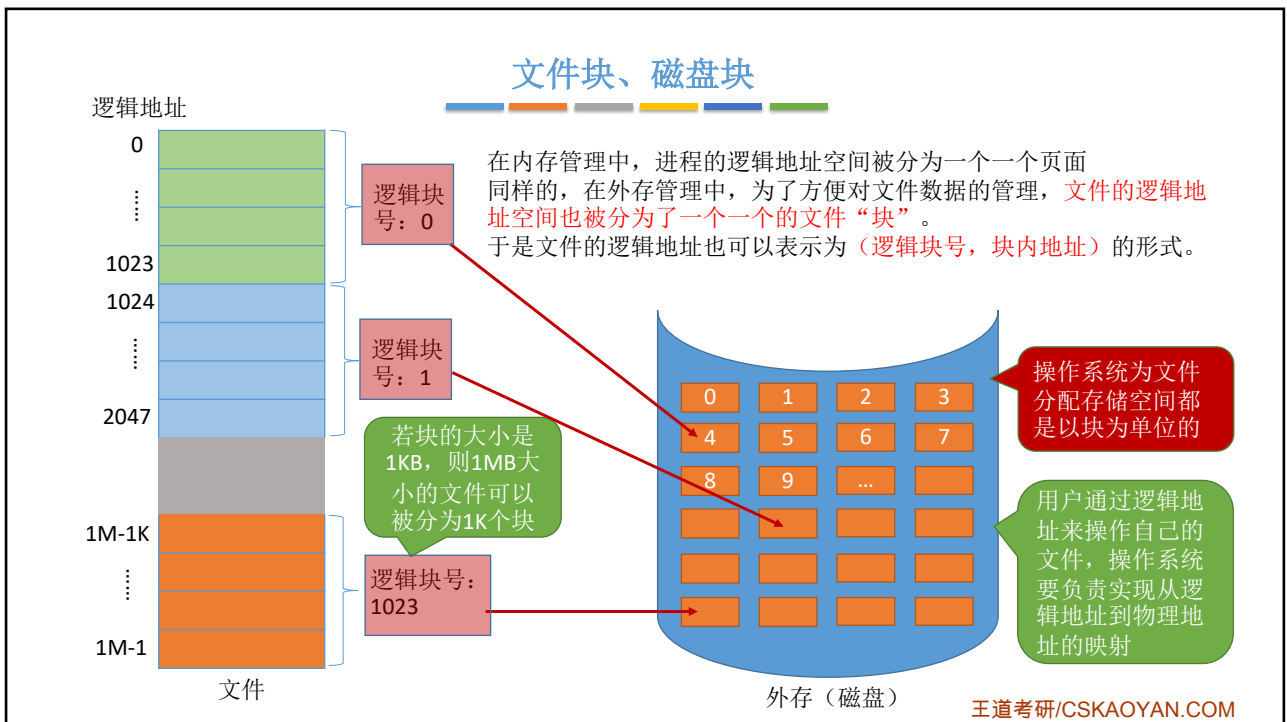 文件块、磁盘块
逻辑地址
0
……
1023
1024
……
2047
1M-1K
……
1M-1
文件
逻辑块
号：0
逻辑块
号：1
若块的大小是
1KB，则1MB大
小的文件可以
被分为1K个块
逻辑块号：
1023
在内存管理中，进程的逻辑地址空间被分为一个一个页面
同样的，在外存管理中，为了方便对文件数据的管理，文件的逻辑地
址空间也被分为了一个一个的文件“块”。
于是文件的逻辑地址也可以表示为（逻辑块号，块内地址）的形式。
0 1 2 3
4 5 6 7
8 9 …
外存（磁盘）
操作系统为文件
分配存储空间都
是以块为单位的
用户通过逻辑地
址来操作自己的
文件，操作系统
要负责实现从逻
辑地址到物理地
址的映射
王道考研/CSKAOYAN.COM